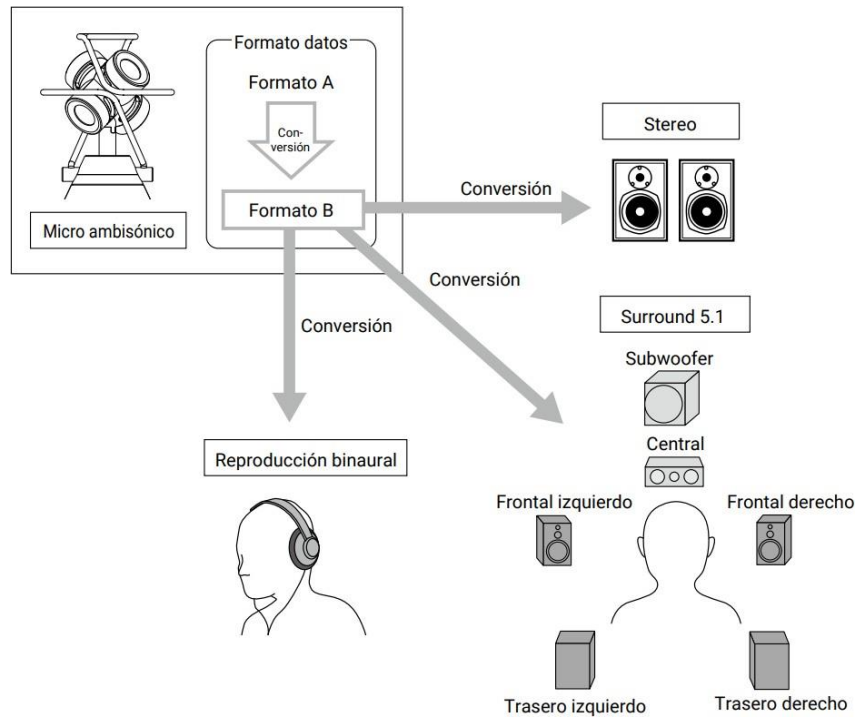 Formato datos
Formato A
Con-
versión
Formato B
Micro ambisónico
Conversión
Stereo
Conversión
Conversión
Surround 5.1
Subwoofer
Central
Frontal izquierdo
Frontal derecho
Reproducción binaural
Trasero izquierdo
Trasero derecho